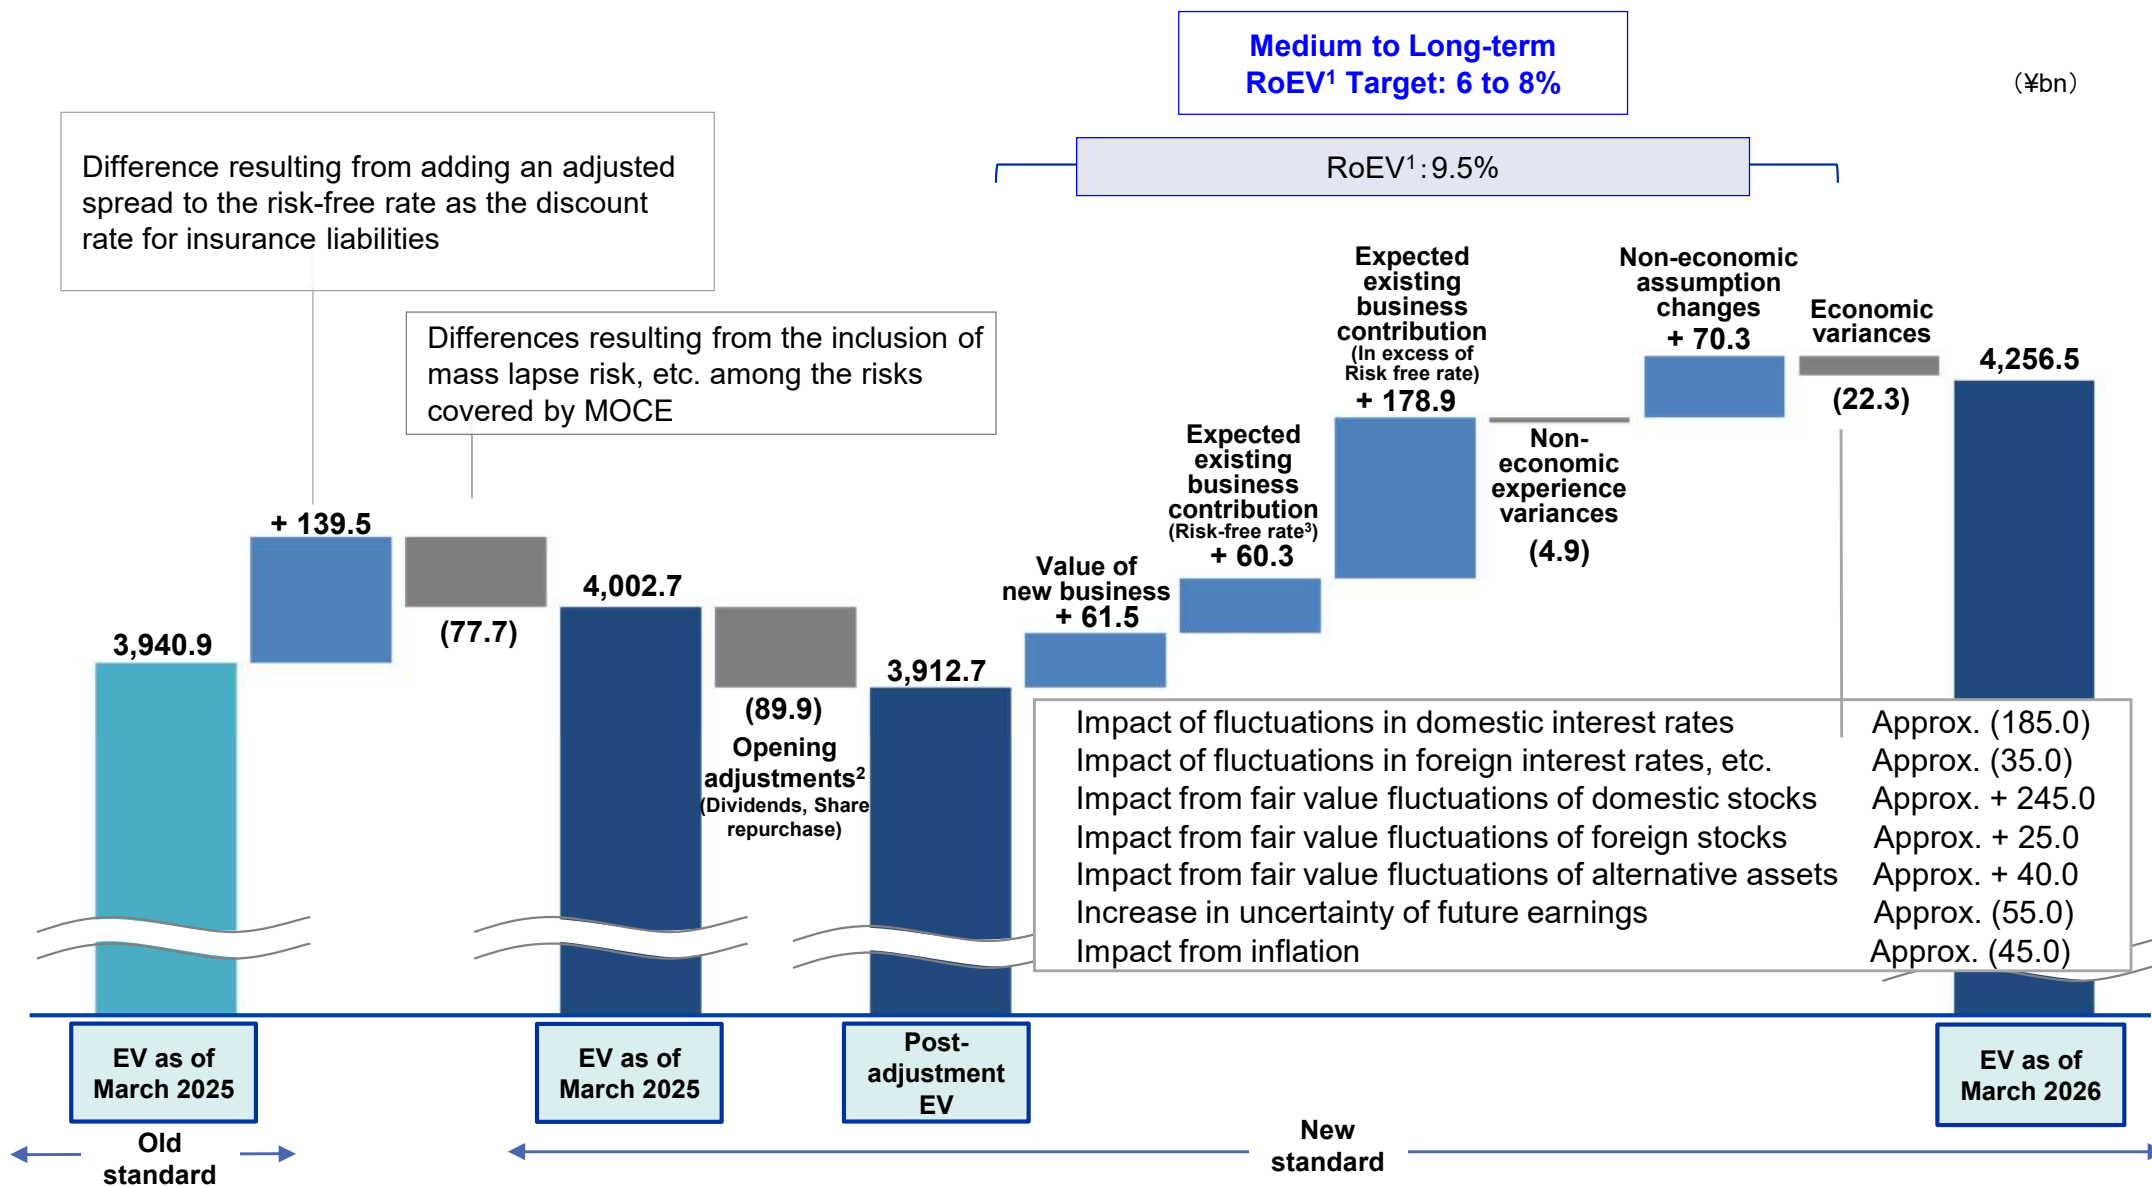 Medium to Long-term
RoEV¹ Target: 6 to 8%
（¥bn）
RoEV¹：9.5%
Difference resulting from adding an adjusted
spread to the risk-free rate as the discount
rate for insurance liabilities
Differences resulting from the inclusion of
mass lapse risk, etc. among the risks
covered by MOCE
3,940.9
+ 139.5
(77.7)
4,002.7
(89.9)
Opening
adjustments²
(Dividends, Share
repurchase)
3,912.7
Value of
new business
+ 61.5
Expected
existing
business
contribution
(Risk-free rate³)
+ 60.3
Expected
existing
business
contribution
(In excess of
Risk free rate)
+ 178.9
Non-
economic
experience
variances
(4.9)
Non-economic
assumption
changes
+ 70.3
Economic
variances
(22.3)
4,256.5
Impact of fluctuations in domestic interest rates Approx. (185.0)
Impact of fluctuations in foreign interest rates, etc. Approx. (35.0)
Impact from fair value fluctuations of domestic stocks Approx. + 245.0
Impact from fair value fluctuations of foreign stocks Approx. + 25.0
Impact from fair value fluctuations of alternative assets Approx. + 40.0
Increase in uncertainty of future earnings Approx. (55.0)
Impact from inflation Approx. (45.0)
EV as of
March 2025
EV as of
March 2025
Post-
adjustment
EV
EV as of
March 2026
Old
standard
New
standard